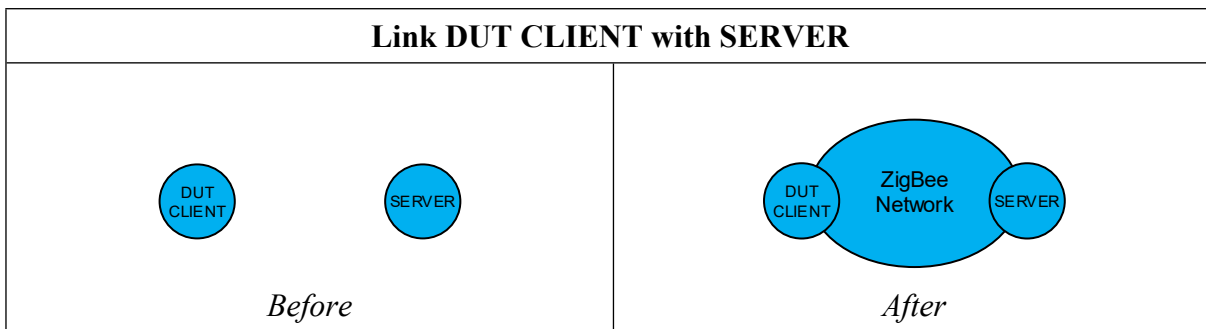 Link DUT CLIENT with SERVER
DUT
CLIENT
SERVER
Before
DUT
CLIENT
ZigBee
Network
SERVER
After